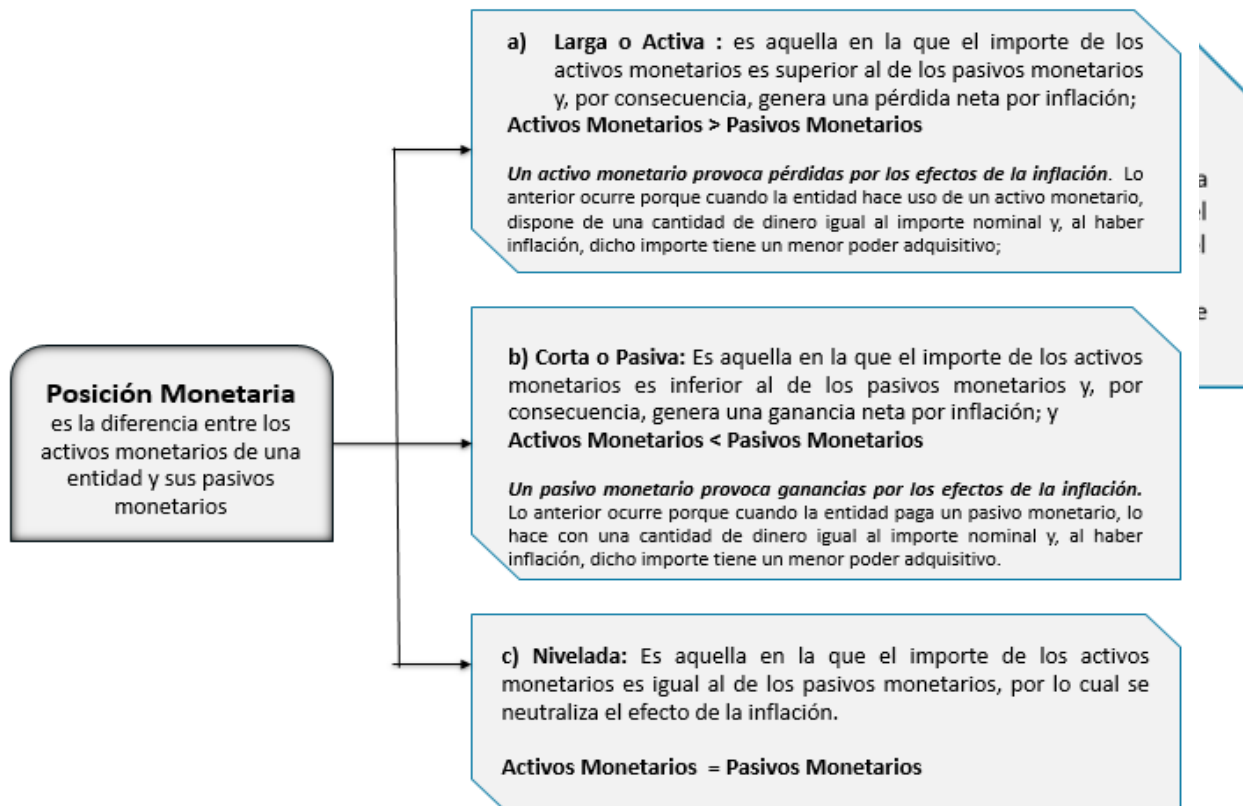 Posición Monetaria
es la diferencia entre los
activos monetarios de una
entidad y sus pasivos
monetarios
a) Larga o Activa : es aquella en la que el importe de los
activos monetarios es superior al de los pasivos monetarios
y, por consecuencia, genera una pérdida neta por inflación;
Activos Monetarios > Pasivos Monetarios
Un activo monetario provoca pérdidas por los efectos de la inflación. Lo
anterior ocurre porque cuando la entidad hace uso de un activo monetario,
dispone de una cantidad de dinero igual al importe nominal y, al haber
inflación, dicho importe tiene un menor poder adquisitivo;
b) Corta o Pasiva: Es aquella en la que el importe de los activos
monetarios es inferior al de los pasivos monetarios y, por
consecuencia, genera una ganancia neta por inflación; y
Activos Monetarios < Pasivos Monetarios
Un pasivo monetario provoca ganancias por los efectos de la inflación.
Lo anterior ocurre porque cuando la entidad paga un pasivo monetario, lo
hace con una cantidad de dinero igual al importe nominal y, al haber
inflación, dicho importe tiene un menor poder adquisitivo.
c) Nivelada: Es aquella en la que el importe de los activos
monetarios es igual al de los pasivos monetarios, por lo cual se
neutraliza el efecto de la inflación.
Activos Monetarios = Pasivos Monetarios